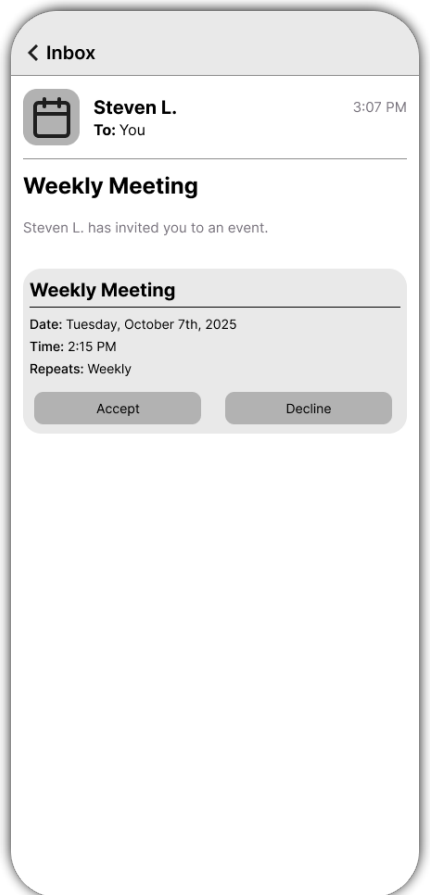 Inbox
Steven L. 3:07 PM
To: You
Weekly Meeting
Steven L. has invited you to an event.
Weekly Meeting
Date: Tuesday, October 7th, 2025
Time: 2:15 PM
Repeats: Weekly
Accept Decline